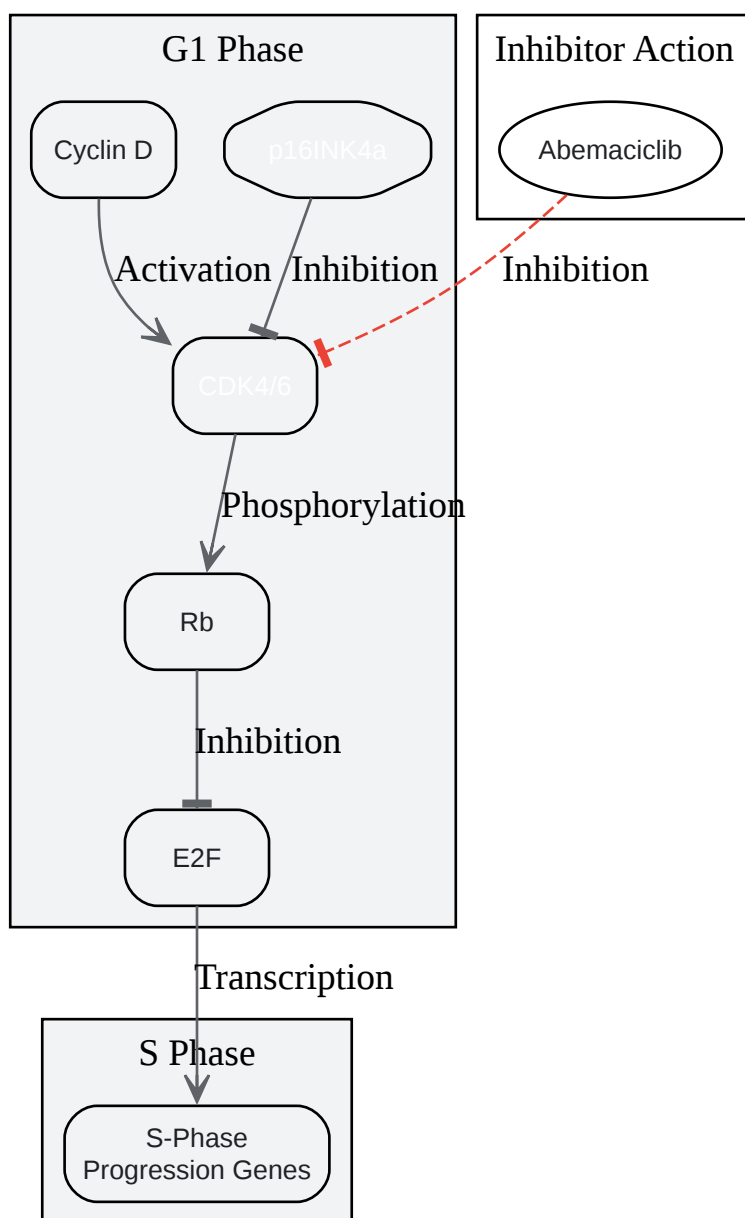 G1 Phase
Inhibitor Action
Cyclin D
p16INK4a
Abemaciclib
Activation
Inhibition
Inhibition
CDK4/6
Phosphorylation
Rb
Inhibition
E2F
Transcription
S Phase
S-Phase
Progression Genes